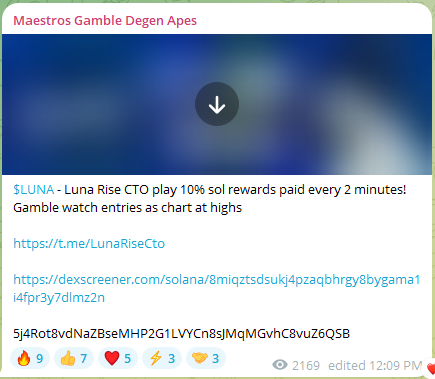 Maestros Gamble Degen Apes
$LUNA - Luna Rise CTO play 10% sol rewards paid every 2 minutes!
Gamble watch entries as chart at highs
https://t.me/LunaRiseCto
https://dexscreener.com/solana/8miqztsdsukj4pzaqbhrgy8bygama1
i4fpr3y7dlmz2n
5j4Rot8vdNaZBseMHP2G1LVYCn8sJMqMGvhC8vuZ6QSB
9 7 5 3 3
2169 edited 12:09 PM